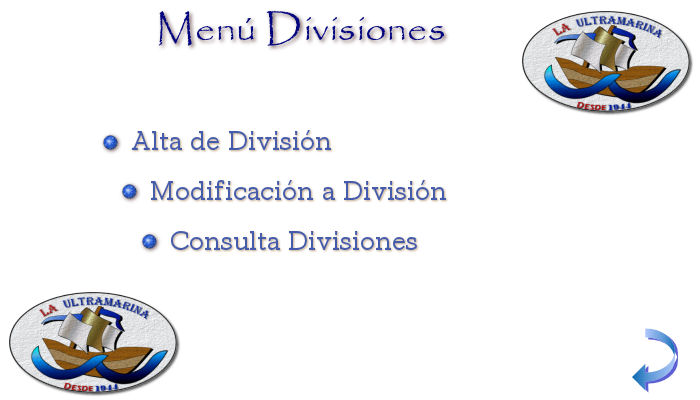 Menú Divisiones
LA ULTRAMARINA
DESDE 1944
Alta de División
Modificación a División
Consulta Divisiones
LA ULTRAMARINA
DESDE 1944